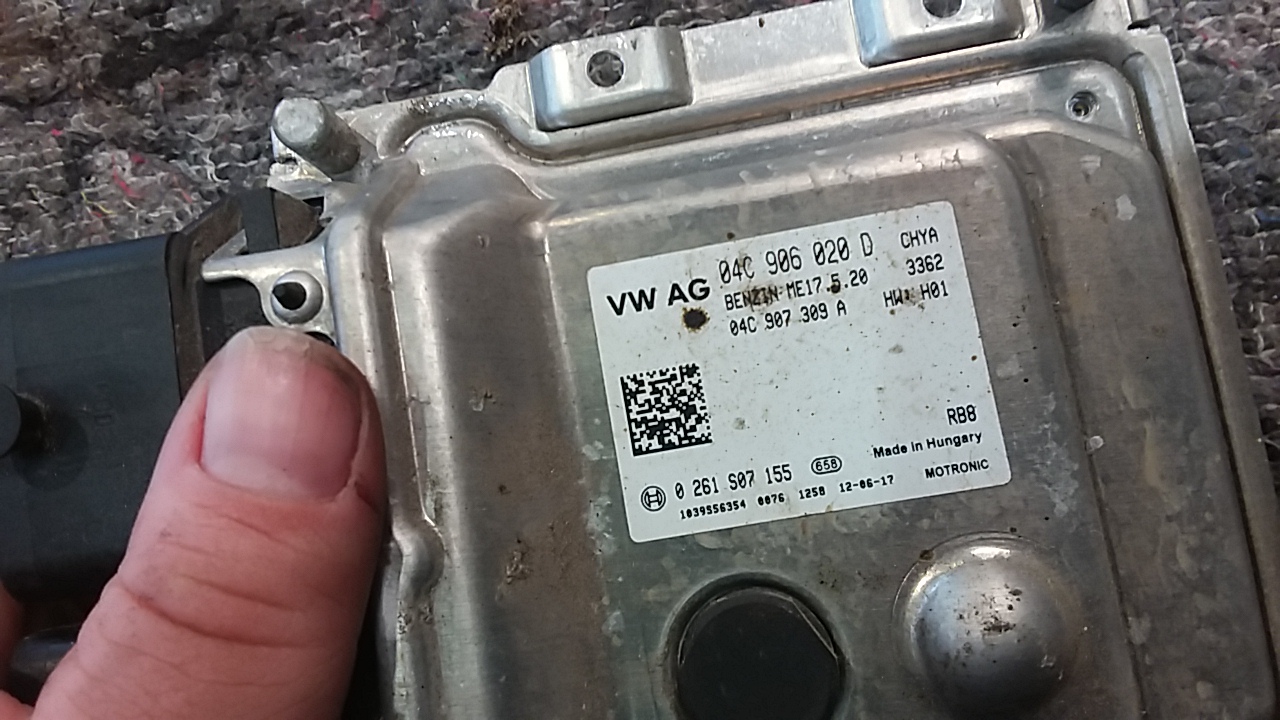 VW AG 04C 906 020 D CHYA
BENZIN ME17.5.20 3362
04C 907 309 A HW: H01
RB8
Made in Hungary
0 261 S07 155 658 MOTRONIC
1039556354 0076 1258 12-06-17